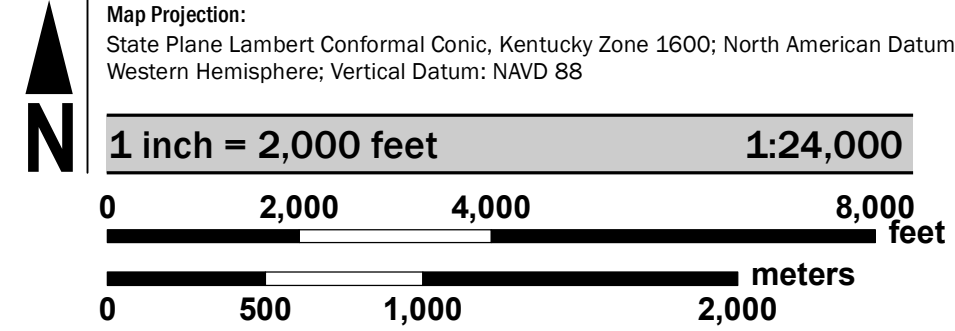 Map Projection:
State Plane Lambert Conformal Conic, Kentucky Zone 1600; North American Datum
Western Hemisphere; Vertical Datum: NAVD 88
N
1 inch = 2,000 feet 1:24,000
0 2,000 4,000 8,000
feet
meters
0 500 1,000 2,000